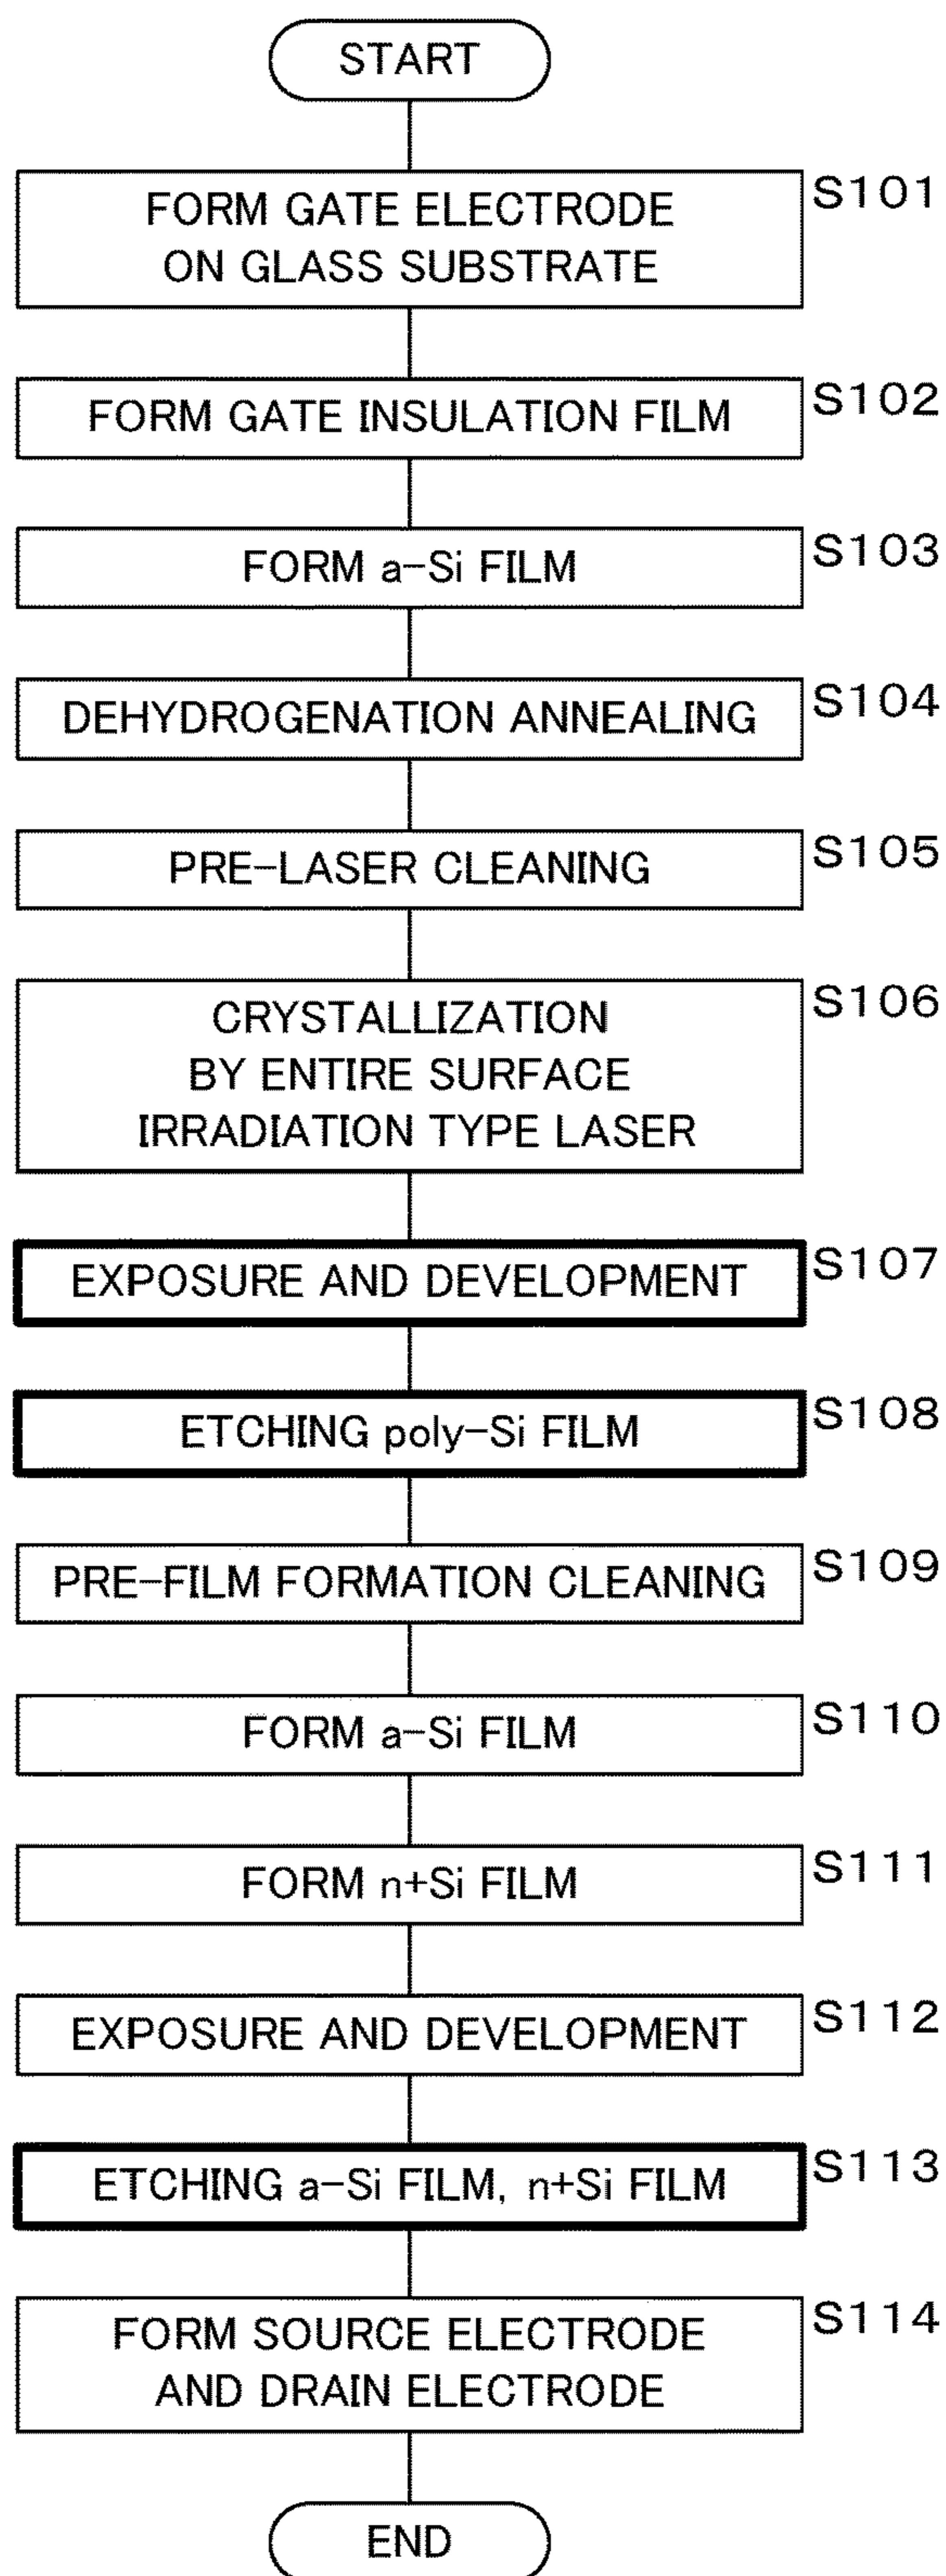 START
S101
FORM GATE ELECTRODE
ON GLASS SUBSTRATE
S102
FORM GATE INSULATION FILM
S103
FORM a-Si FILM
S104
DEHYDROGENATION ANNEALING
S105
PRE-LASER CLEANING
S106
CRYSTALLIZATION
BY ENTIRE SURFACE
IRRADIATION TYPE LASER
S107
EXPOSURE AND DEVELOPMENT
S108
ETCHING poly-Si FILM
S109
PRE-FILM FORMATION CLEANING
S110
FORM a-Si FILM
S111
FORM n+Si FILM
S112
EXPOSURE AND DEVELOPMENT
S113
ETCHING a-Si FILM, n+Si FILM
S114
FORM SOURCE ELECTRODE
AND DRAIN ELECTRODE
END